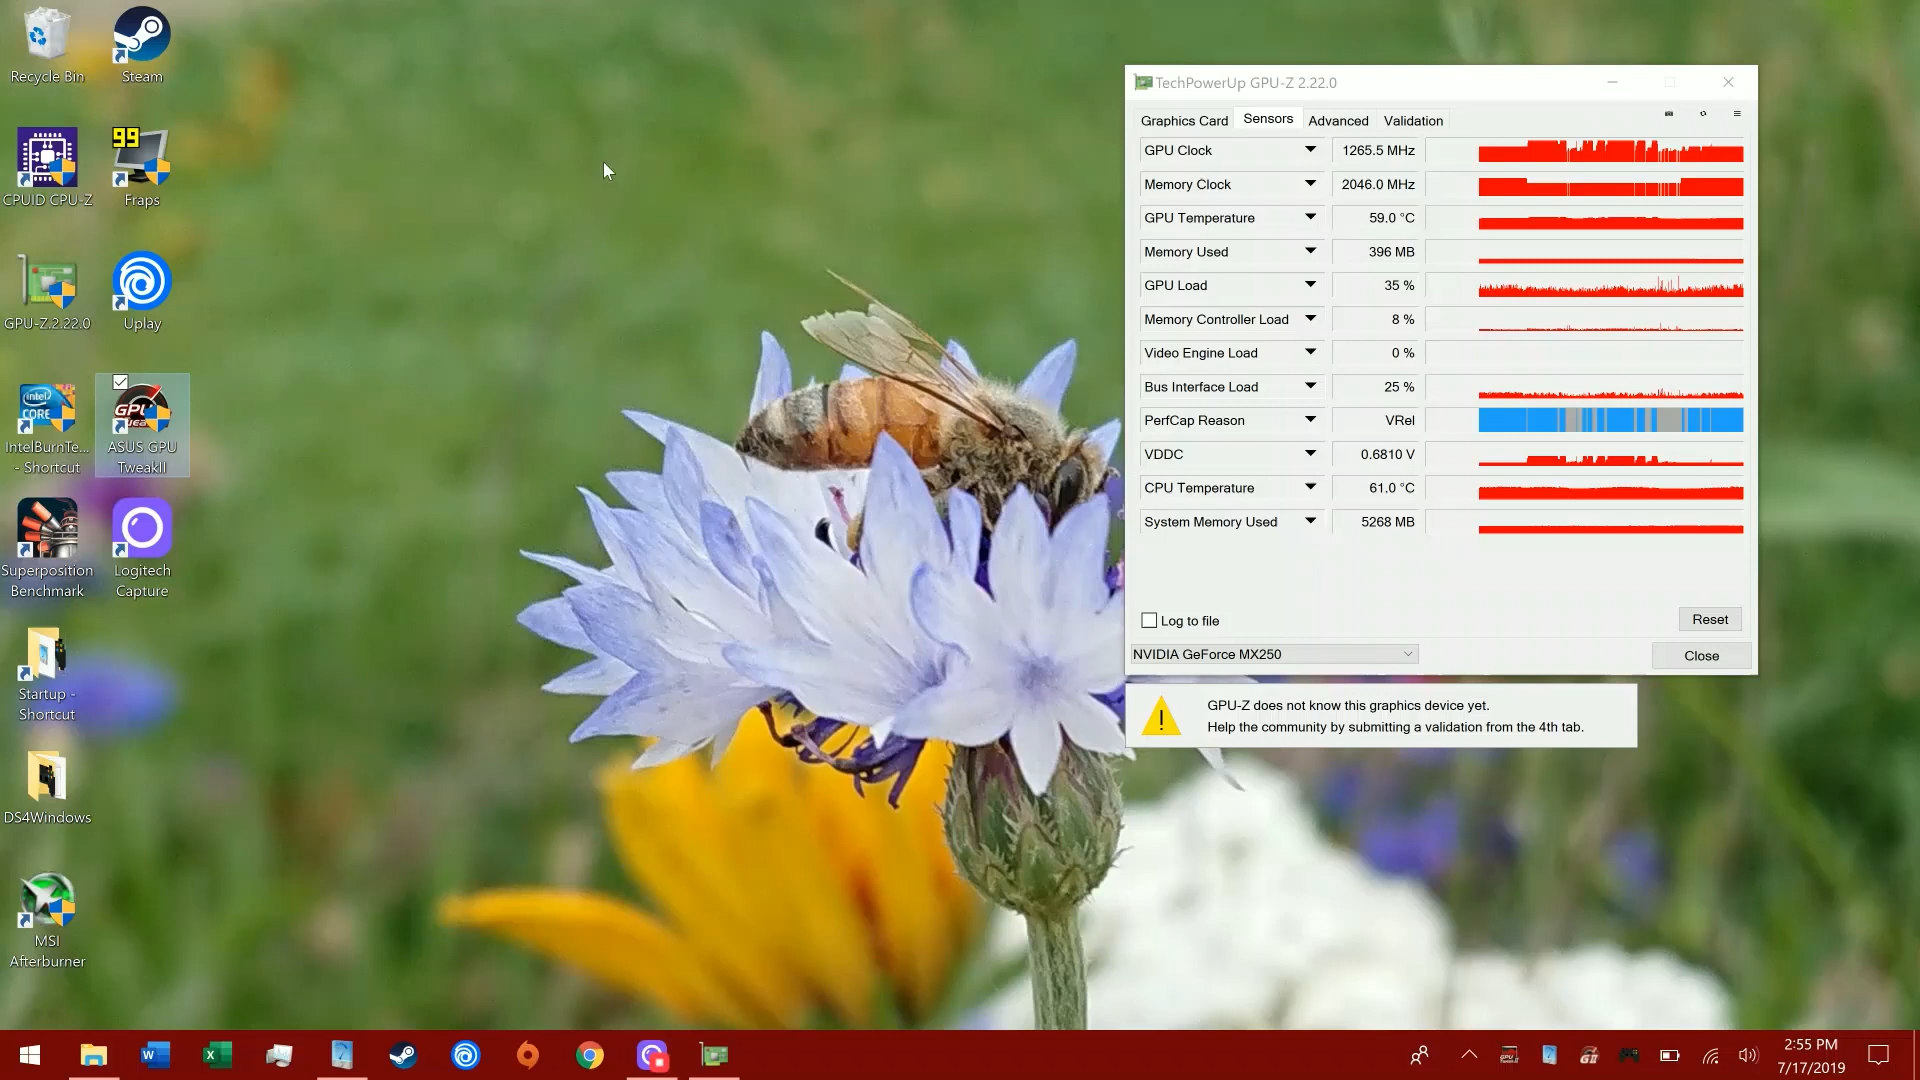 Recycle Bin
Steam
99
CPUID CPU-Z
Fraps
GPU-Z.2.22.0
Uplay
intel
CORE
GPU
IntelBurnTe...
- Shortcut
ASUS GPU
TweakII
Superposition
Benchmark
Logitech
Capture
Startup -
Shortcut
DS4Windows
MSI
Afterburner
TechPowerUp GPU-Z 2.22.0
Graphics Card
Sensors
Advanced
Validation
GPU Clock 1265.5 MHz
Memory Clock 2046.0 MHz
GPU Temperature 59.0 °C
Memory Used 396 MB
GPU Load 35 %
Memory Controller Load 8 %
Video Engine Load 0 %
Bus Interface Load 25 %
PerfCap Reason VRel
VDDC 0.6810 V
CPU Temperature 61.0 °C
System Memory Used 5268 MB
Log to file
Reset
NVIDIA GeForce MX250
Close
GPU-Z does not know this graphics device yet.
Help the community by submitting a validation from the 4th tab.
2:55 PM
7/17/2019